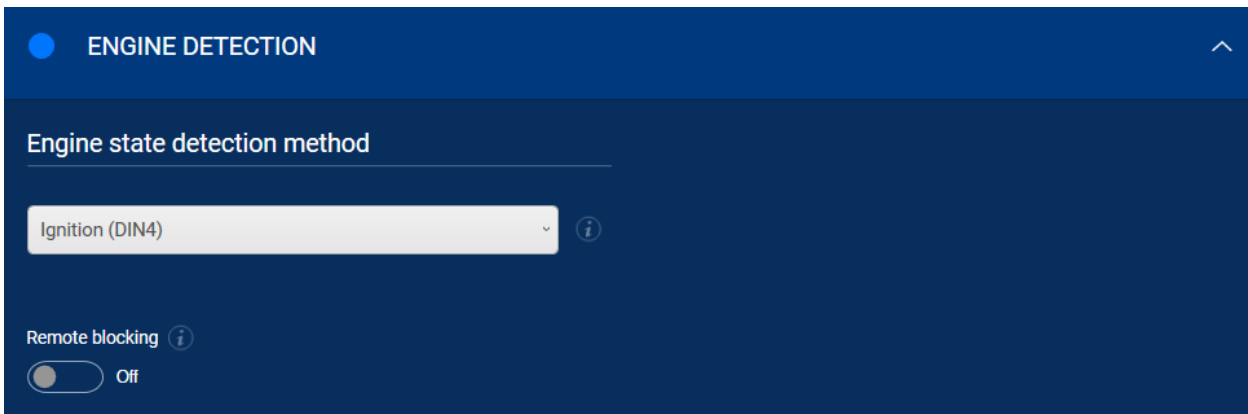 ENGINE DETECTION
Engine state detection method
Ignition (DIN4)
Remote blocking
Off